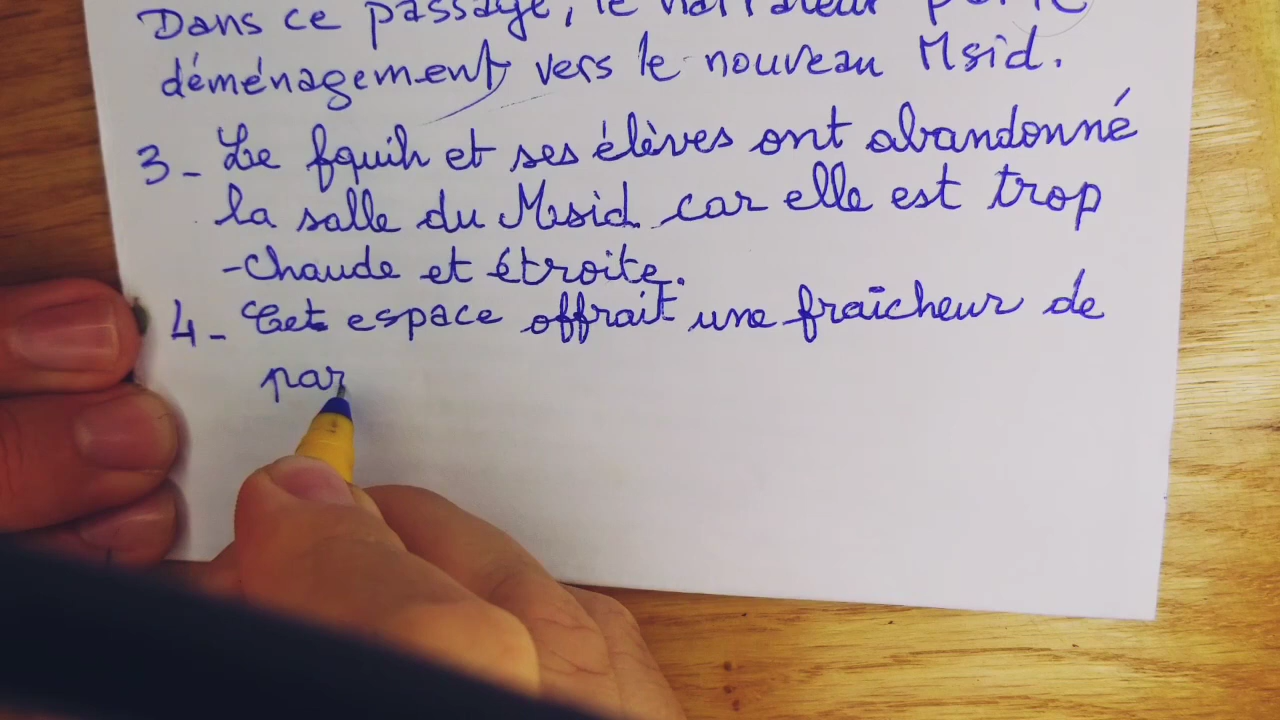 Dans ce passage, le narrateur
déménagement vers le nouveau Msid.
3- Le fquih et ses élèves ont abandonné
la salle du Msid car elle est trop
-chaude et étroite.
4- Cet espace offrait une fraîcheur de
par